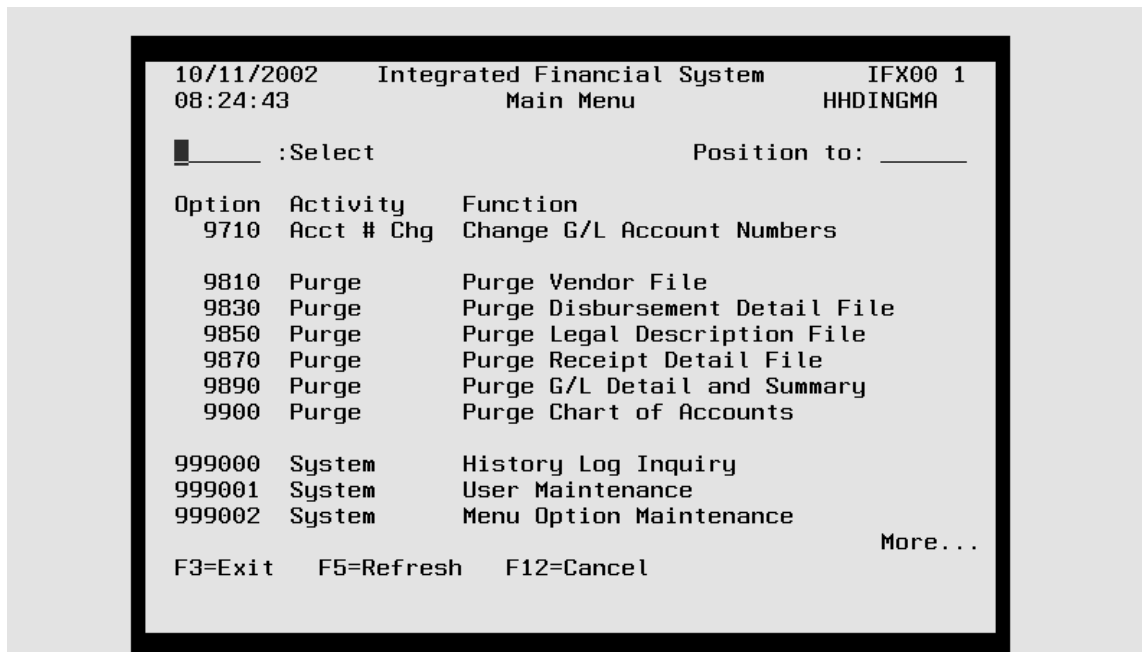 10/11/2002 Integrated Financial System IFX00 1
08:24:43 Main Menu HHDINGMA
______ :Select Position to: ______
Option Activity Function
9710 Acct # Chg Change G/L Account Numbers
9810 Purge Purge Vendor File
9830 Purge Purge Disbursement Detail File
9850 Purge Purge Legal Description File
9870 Purge Purge Receipt Detail File
9890 Purge Purge G/L Detail and Summary
9900 Purge Purge Chart of Accounts
999000 System History Log Inquiry
999001 System User Maintenance
999002 System Menu Option Maintenance
More...
F3=Exit F5=Refresh F12=Cancel